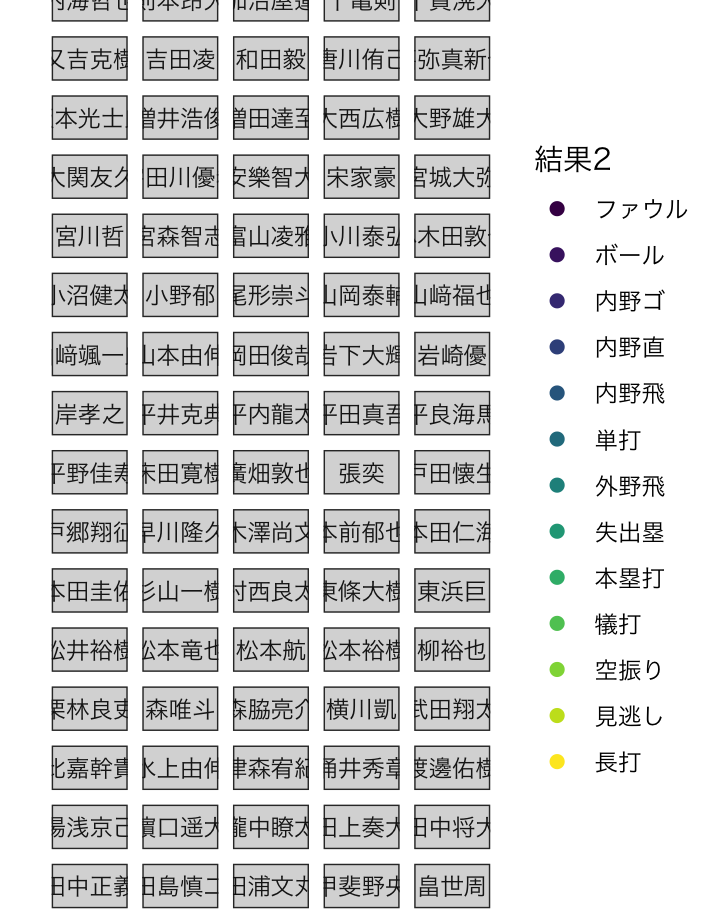 又吉克樹 吉田凌 和田毅 唐川侑己 弥真新
本光士 増井浩俊 増田達至 大西広樹 大野雄大
大関友久 田川優 安樂智大 宋家豪 宮城大弥
宮川哲 宮森智志 富山凌雅 小川泰弘 木田敦
小沼健太 小野郁 尾形崇斗 山岡泰輔 山﨑福也
﨑颯一 山本由伸 岡田俊哉 岩下大輝 岩崎優
岸孝之 平井克典 平内龍太 平田真吾 平良海馬
平野佳寿 床田寛樹 廣畑敦也 張奕 戸田懐生
戸郷翔征 早川隆久 木澤尚文 本前郁也 本田仁海
本田圭佑 杉山一樹 村西良太 東條大樹 東浜巨
松井裕樹 松本竜也 松本航 松本裕樹 柳裕也
栗林良吏 森唯斗 森脇亮介 横川凱 武田翔太
比嘉幹貴 水上由伸 津森宥紀 涌井秀章 渡邊佑樹
湯浅京己 濵口遥大 瀧中瞭太 田上奏大 田中将大
田中正義 田島慎二 田浦文丸 甲斐野央 畠世周
結果2
ファウル
ボール
内野ゴ
内野直
内野飛
単打
外野飛
失出塁
本塁打
犠打
空振り
見逃し
長打